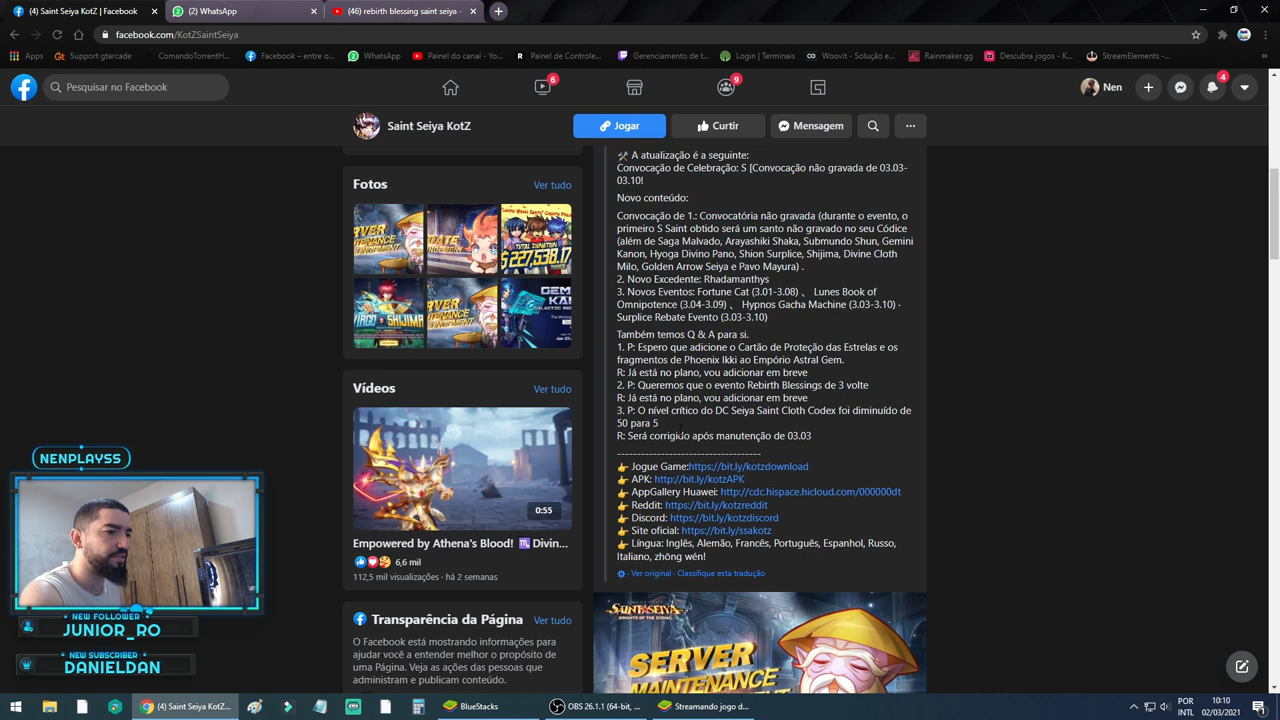 (4) Saint Seiya KotZ | Facebook
(2) WhatsApp
(46) rebirth blessing saint seiya -
facebook.com/KotZSaintSeiya
Apps
Support gtarcade
ComandoTorrentH...
Facebook – entre o...
WhatsApp
Painel do canal - Yo...
Painel de Controle...
Gerenciamento de t...
Login | Terminais
Woovit - Solução e...
Rainmaker.gg
Descubra jogos - K...
StreamElements -...
Pesquisar no Facebook
6
9
Nen
4
Saint Seiya KotZ
Jogar
Curtir
Mensagem
Fotos
Ver tudo
Vídeos
Ver tudo
0:55
Empowered by Athena's Blood! ♏ Divin...
6,6 mil
112,5 mil visualizações · há 2 semanas
Transparência da Página
Ver tudo
O Facebook está mostrando informações para
ajudar você a entender melhor o propósito de
uma Página. Veja as ações das pessoas que
administram e publicam conteúdo.
🛠 A atualização é a seguinte:
Convocação de Celebração: S [Convocação não gravada de 03.03-
03.10!
Novo conteúdo:
Convocação de 1.: Convocatória não gravada (durante o evento, o
primeiro S Saint obtido será um santo não gravado no seu Códice
(além de Saga Malvado, Arayashiki Shaka, Submundo Shun, Gemini
Kanon, Hyoga Divino Pano, Shion Surplice, Shijima, Divine Cloth
Milo, Golden Arrow Seiya e Pavo Mayura) .
2. Novo Excedente: Rhadamanthys
3. Novos Eventos: Fortune Cat (3.01-3.08) 、 Lunes Book of
Omnipotence (3.04-3.09) 、 Hypnos Gacha Machine (3.03-3.10) ·
Surplice Rebate Evento (3.03-3.10)
Também temos Q & A para si.
1. P: Espero que adicione o Cartão de Proteção das Estrelas e os
fragmentos de Phoenix Ikki ao Empório Astral Gem.
R: Já está no plano, vou adicionar em breve
2. P: Queremos que o evento Rebirth Blessings de 3 volte
R: Já está no plano, vou adicionar em breve
3. P: O nível crítico do DC Seiya Saint Cloth Codex foi diminuído de
50 para 5
R: Será corrigido após manutenção de 03.03
------------------------------------
👉 Jogue Game:https://bit.ly/kotzdownload
👉 APK: http://bit.ly/kotzAPK
👉 AppGallery Huawei: http://cdc.hispace.hicloud.com/000000dt
👉 Reddit: https://bit.ly/kotzreddit
👉 Discord: https://bit.ly/kotzdiscord
👉 Site oficial: https://bit.ly/ssakotz
👉 Língua: Inglês, Alemão, Francês, Português, Espanhol, Russo,
Italiano, zhōng wén!
· Ver original · Classifique esta tradução
SAINT SEIYA
KNIGHTS OF THE ZODIAC
SERVER
NENPLAYSS
NEW FOLLOWER
JUNIOR_RO
NEW SUBSCRIBER
DANIELDAN
(4) Saint Seiya KotZ...
BlueStacks
OBS 26.1.1 (64-bit, ...
Streamando jogo d...
POR
INTL
10:10
02/03/2021
1